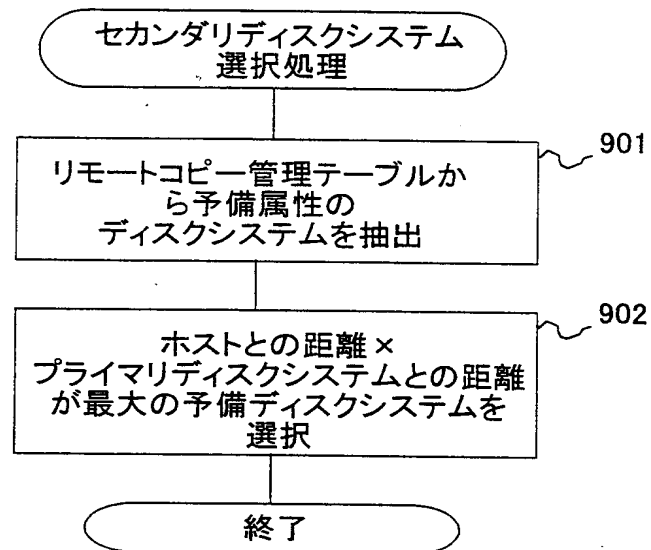 セカンダリディスクシステム
選択処理
901
リモートコピー管理テーブルか
ら予備属性の
ディスクシステムを抽出
902
ホストとの距離×
プライマリディスクシステムとの距離
が最大の予備ディスクシステムを
選択
終了